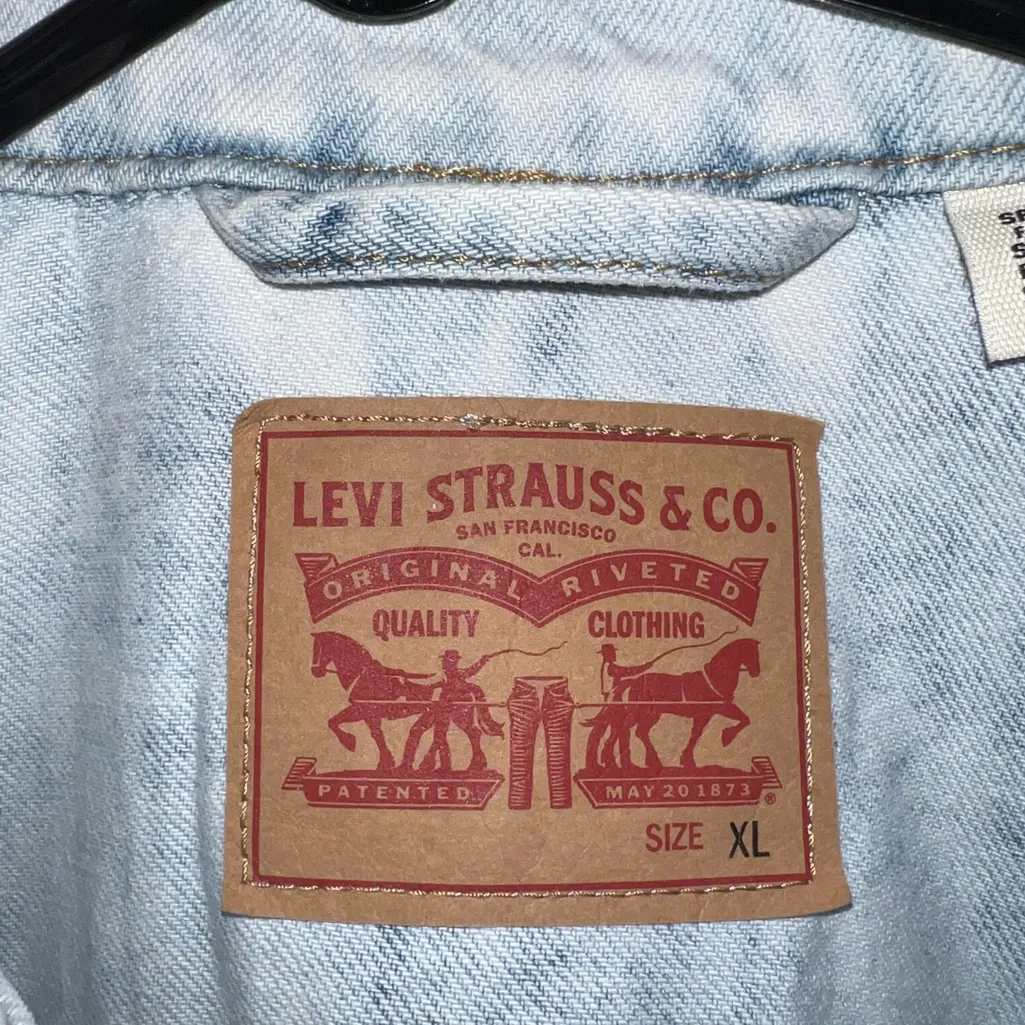 LEVI STRAUSS & CO.
SAN FRANCISCO
CAL.
ORIGINAL RIVETED
QUALITY CLOTHING
PATENTED MAY 20 1873 ®
SIZE XL